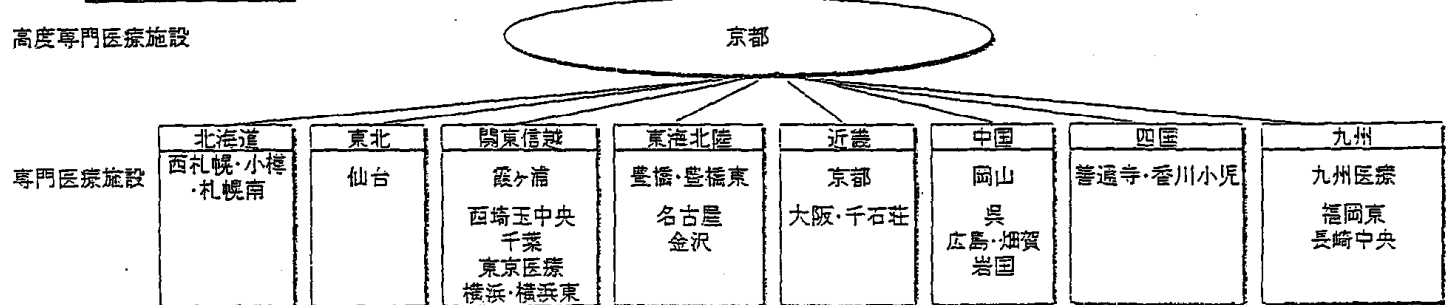 高度専門医療施設
京都
北海道 東北 関東信越 東海北陸 近畿 中国 四国 九州
専門医療施設
西札幌・小樽
・札幌南
仙台
霞ヶ浦
西埼玉中央
千葉
東京医療
横浜・横浜東
豊橋・豊橋東
名古屋
金沢
京都
大阪・千石荘
岡山
呉
広島・畑賀
岩国
善通寺・香川小児
九州医療
福岡東
長崎中央